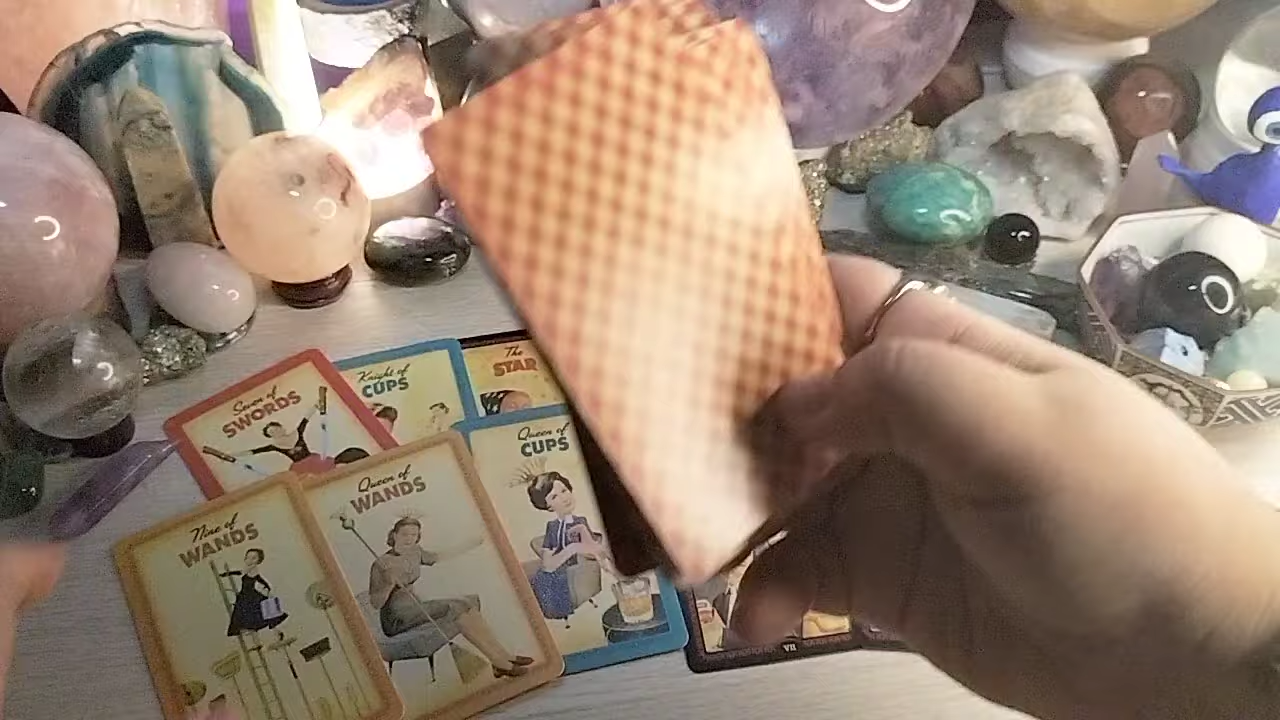 The
STAR
Knight of
CUPS
Seven of
SWORDS
Queen of
CUPS
Queen of
WANDS
Nine of
WANDS
VII